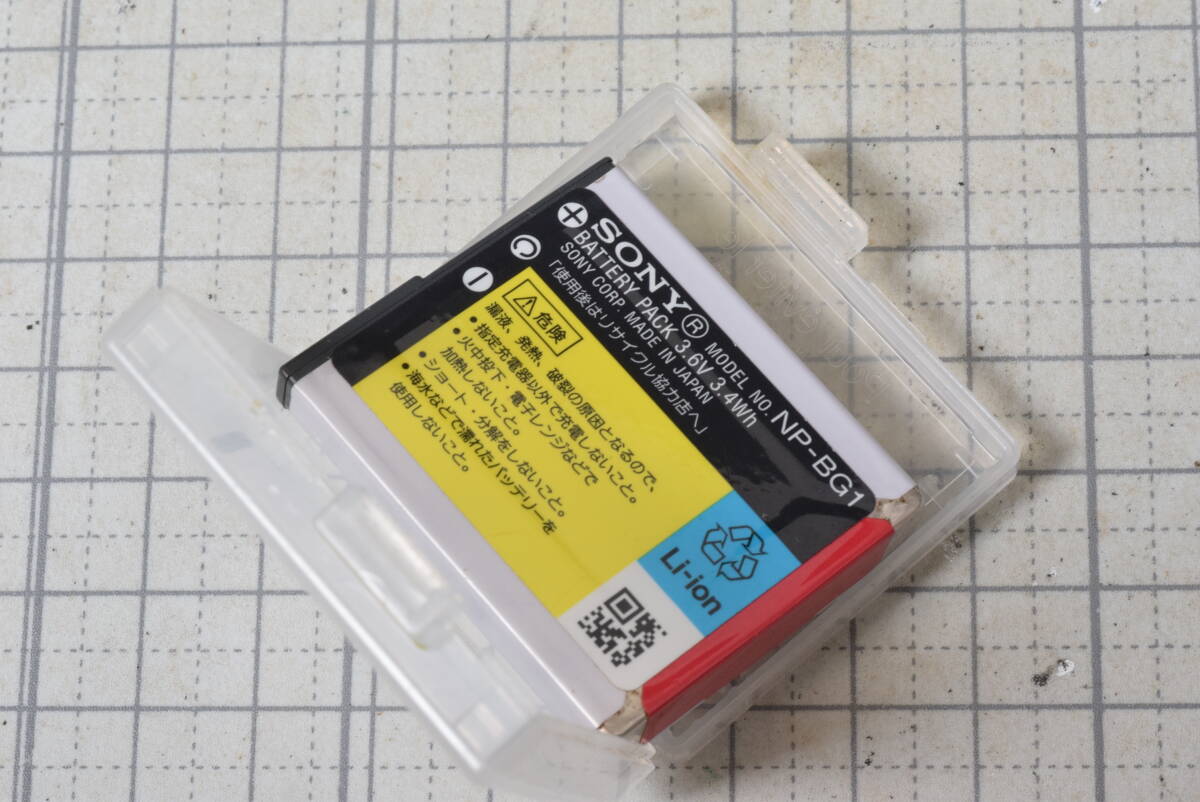 SONY® MODEL NO. NP-BG1
BATTERY PACK 3.6V 3.4Wh
SONY CORP. MADE IN JAPAN
「使用後はリサイクル協力店へ」
危険
漏液、発熱、破裂の原因となるので、
・指定充電器以外で充電しないこと。
・火中投下・電子レンジなどで
加熱しないこと。
・ショート・分解をしないこと。
・海水などで濡れたバッテリーを
使用しないこと。
Li-ion